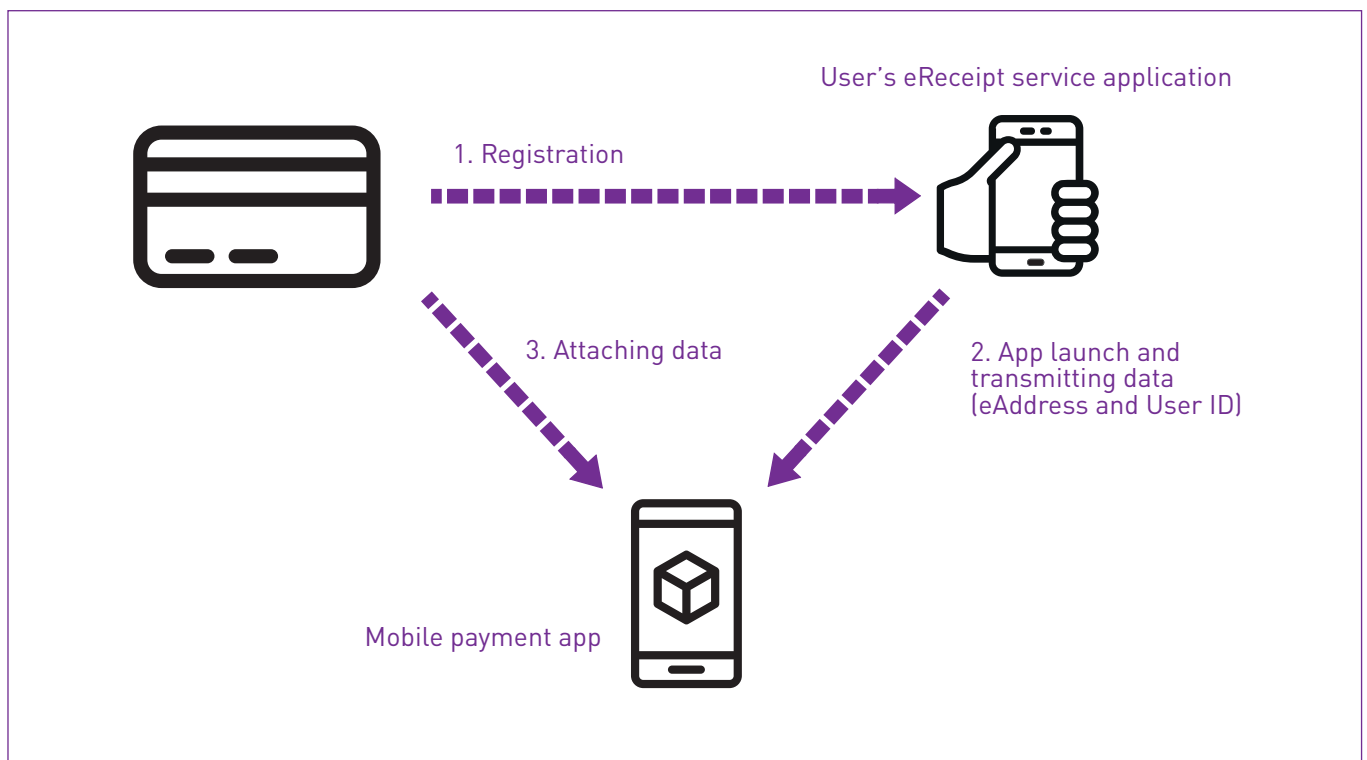 User’s eReceipt service application
1. Registration
3. Attaching data
2. App launch and
transmitting data
(eAddress and User ID)
Mobile payment app